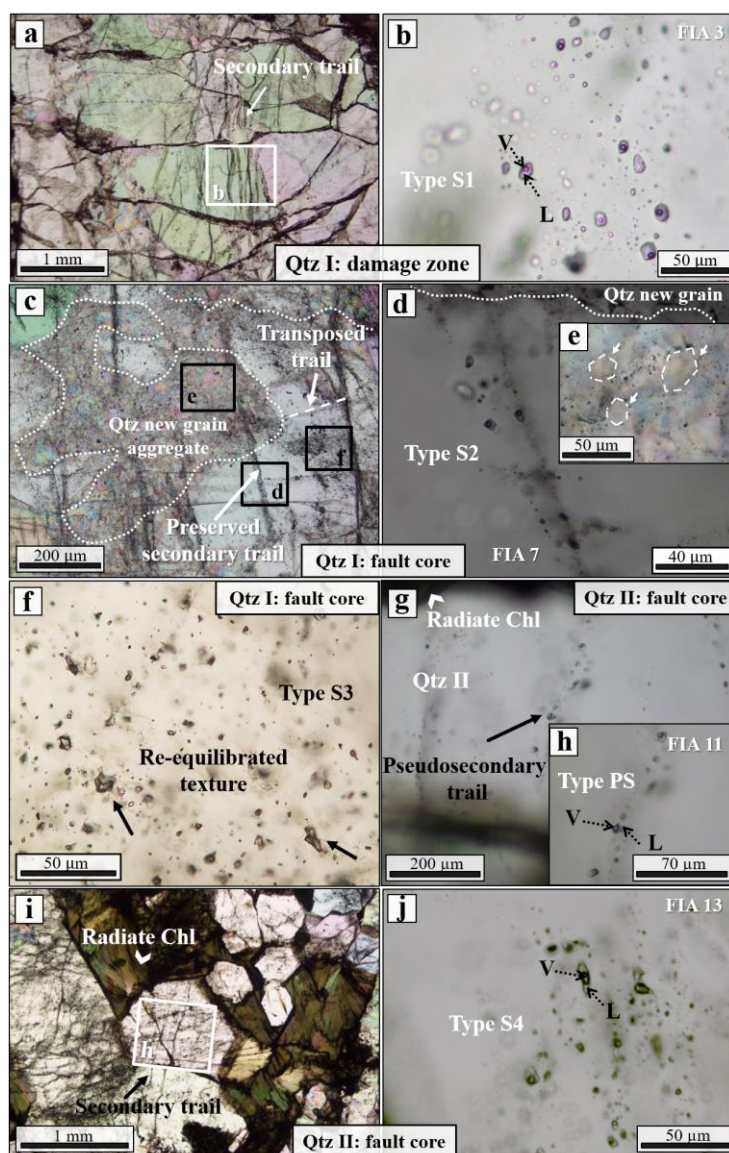 a
Secondary trail
b
1 mm
Qtz I: damage zone
b
FIA 3
V
Type S1
L
50 µm
c
Transposed
trail
e
Qtz new grain
aggregate
f
d
Preserved
secondary trail
200 µm
Qtz I: fault core
d
Qtz new grain
e
50 µm
Type S2
FIA 7
40 µm
f
Qtz I: fault core
Type S3
Re-equilibrated
texture
50 µm
g
Qtz II: fault core
Radiate Chl
Qtz II
Pseudosecondary
trail
200 µm
h
FIA 11
Type PS
V
L
70 µm
i
Radiate Chl
h
Secondary trail
1 mm
Qtz II: fault core
j
FIA 13
V
L
Type S4
50 µm